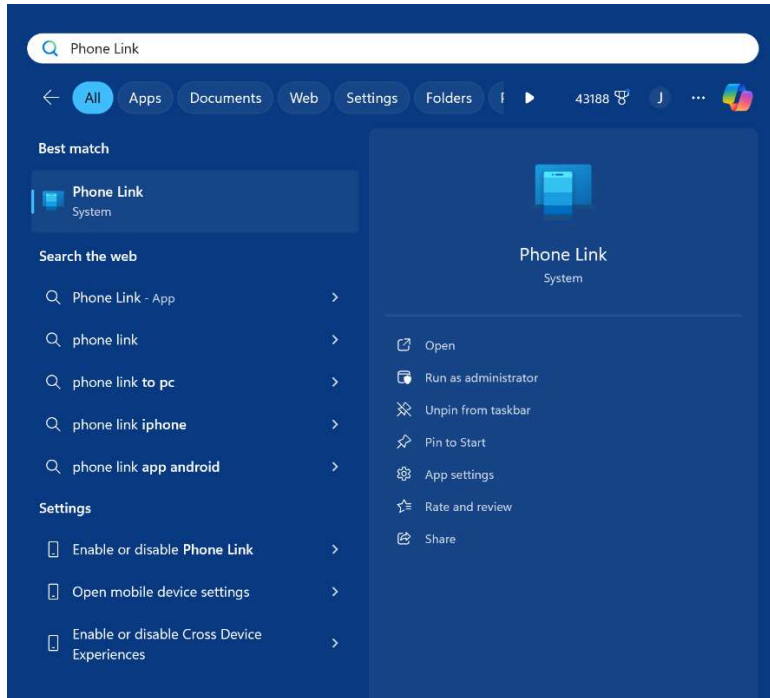 Phone Link
All Apps Documents Web Settings Folders 43188 J ...
Best match
Phone Link
System
Search the web
Phone Link - App
phone link
phone link to pc
phone link iphone
phone link app android
Settings
Enable or disable Phone Link
Open mobile device settings
Enable or disable Cross Device
Experiences
Phone Link
System
Open
Run as administrator
Unpin from taskbar
Pin to Start
App settings
Rate and review
Share